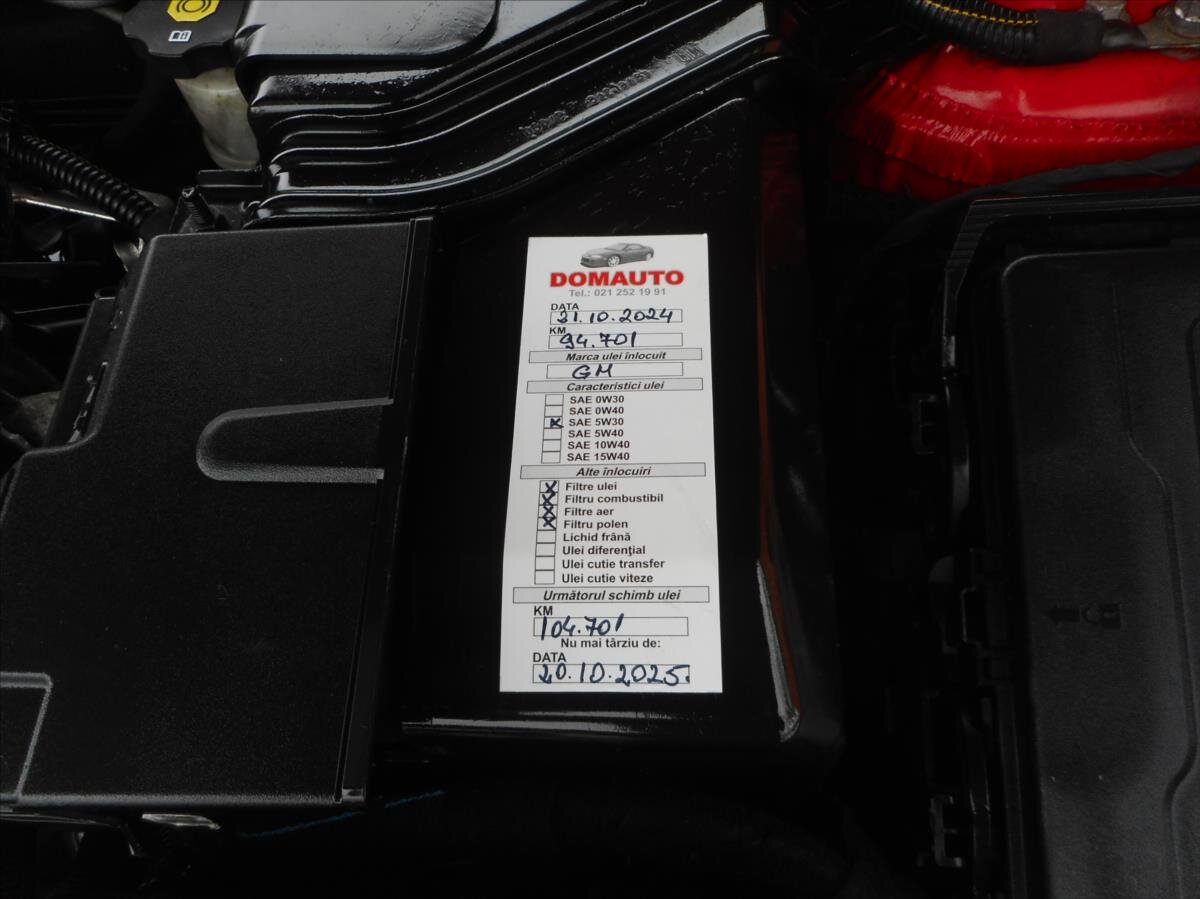 DOMAUTO
Tel.: 021 252 19 91
DATA
31.10.2024
KM
94.701
Marca ulei înlocuit
GM
Caracteristici ulei
SAE 0W30
SAE 0W40
SAE 5W30
SAE 5W40
SAE 10W40
SAE 15W40
Alte înlocuiri
Filtre ulei
Filtru combustibil
Filtre aer
Filtru polen
Lichid frână
Ulei diferenţial
Ulei cutie transfer
Ulei cutie viteze
Următorul schimb ulei
KM
104.701
Nu mai târziu de:
DATA
20.10.2025.